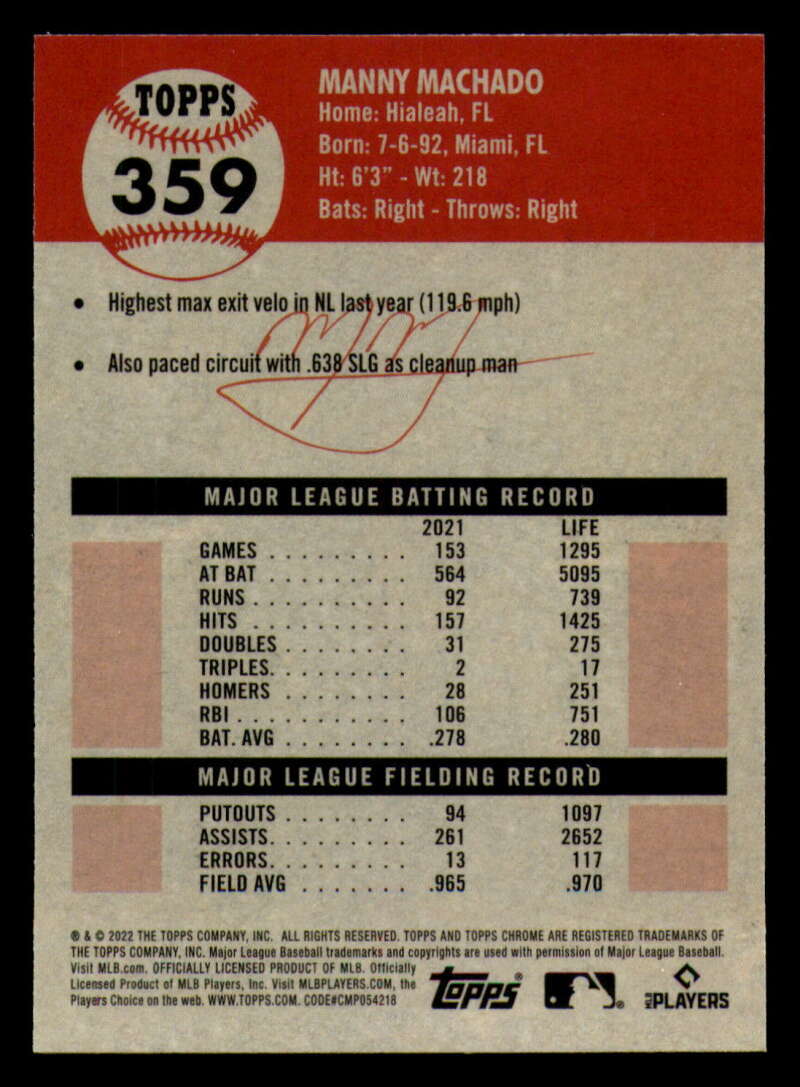 TOPPS
359
MANNY MACHADO
Home: Hialeah, FL
Born: 7-6-92, Miami, FL
Ht: 6'3" - Wt: 218
Bats: Right - Throws: Right
• Highest max exit velo in NL last year (119.6 mph)
• Also paced circuit with .638 SLG as cleanup man
MAJOR LEAGUE BATTING RECORD
2021 LIFE
GAMES . . . . . . . . . 153 1295
AT BAT . . . . . . . . . 564 5095
RUNS . . . . . . . . . . 92 739
HITS . . . . . . . . . . 157 1425
DOUBLES . . . . . . . . 31 275
TRIPLES. . . . . . . . . 2 17
HOMERS . . . . . . . . 28 251
RBI . . . . . . . . . . . 106 751
BAT. AVG . . . . . . . . .278 .280
MAJOR LEAGUE FIELDING RECORD
PUTOUTS . . . . . . . . 94 1097
ASSISTS. . . . . . . . . 261 2652
ERRORS. . . . . . . . . 13 117
FIELD AVG . . . . . . . .965 .970
® & © 2022 THE TOPPS COMPANY, INC. ALL RIGHTS RESERVED. TOPPS AND TOPPS CHROME ARE REGISTERED TRADEMARKS OF
THE TOPPS COMPANY, INC. Major League Baseball trademarks and copyrights are used with permission of Major League Baseball.
Visit MLB.com. OFFICIALLY LICENSED PRODUCT OF MLB. Officially
Licensed Product of MLB Players, Inc. Visit MLBPLAYERS.COM, the
Players Choice on the web. WWW.TOPPS.COM. CODE#CMP054218
Topps®
MLB PLAYERS